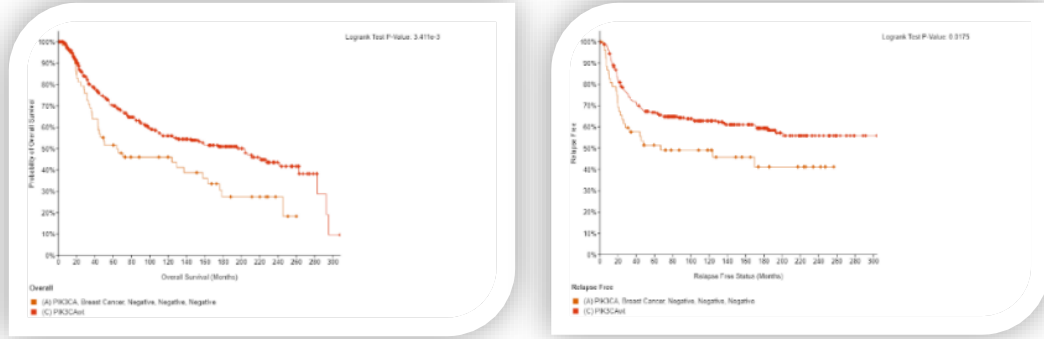 Logrank Test P-Value: 3.411e-3
100%
90%
80%
70%
60%
50%
40%
30%
20%
10%
0%
Probability of Overall Survival
0 20 40 60 80 100 120 140 160 180 200 220 240 260 280 300
Overall Survival (Months)
Overall
(A) PIK3CA, Breast Cancer, Negative, Negative, Negative
(C) PIK3CAwt
Logrank Test P-Value: 0.0175
100%
90%
80%
70%
60%
50%
40%
30%
20%
10%
0%
Relapse Free
0 20 40 60 80 100 120 140 160 180 200 220 240 260 280 300
Relapse Free Status (Months)
Relapse Free
(A) PIK3CA, Breast Cancer, Negative, Negative, Negative
(C) PIK3CAwt